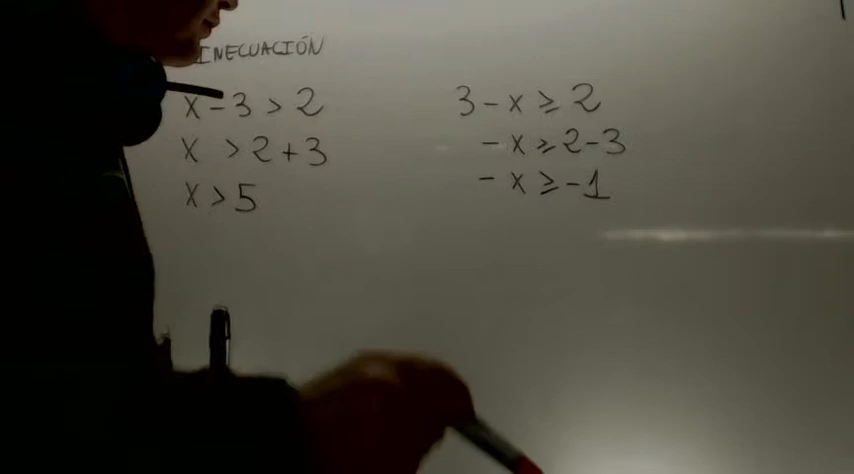 INECUACIÓN
x - 3 > 2
x > 2 + 3
x > 5
3 - x ≥ 2
- x ≥ 2 - 3
- x ≥ - 1